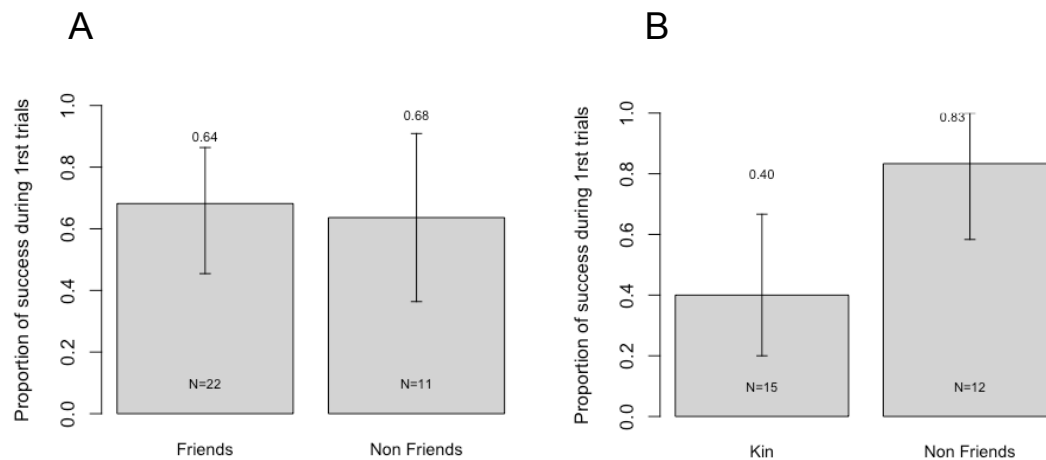 A
B
Proportion of success during 1rst trials
1.0
0.8
0.6
0.4
0.2
0.0
0.64
0.68
N=22
N=11
Friends
Non Friends
Proportion of success during 1rst trials
1.0
0.8
0.6
0.4
0.2
0.0
0.40
0.83
N=15
N=12
Kin
Non Friends